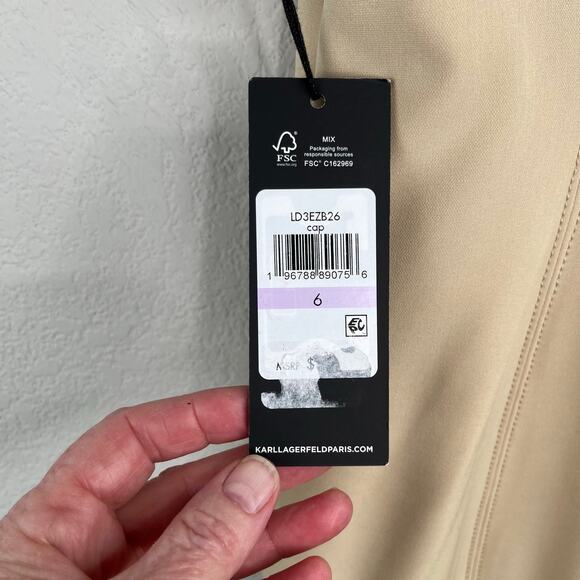 MIX
Packaging from
responsible sources
FSC® C162969
FSC
www.fsc.org
LD3EZB26
cap
1 96788 89075 6
6
MSRP $
KARLLAGERFELDPARIS.COM